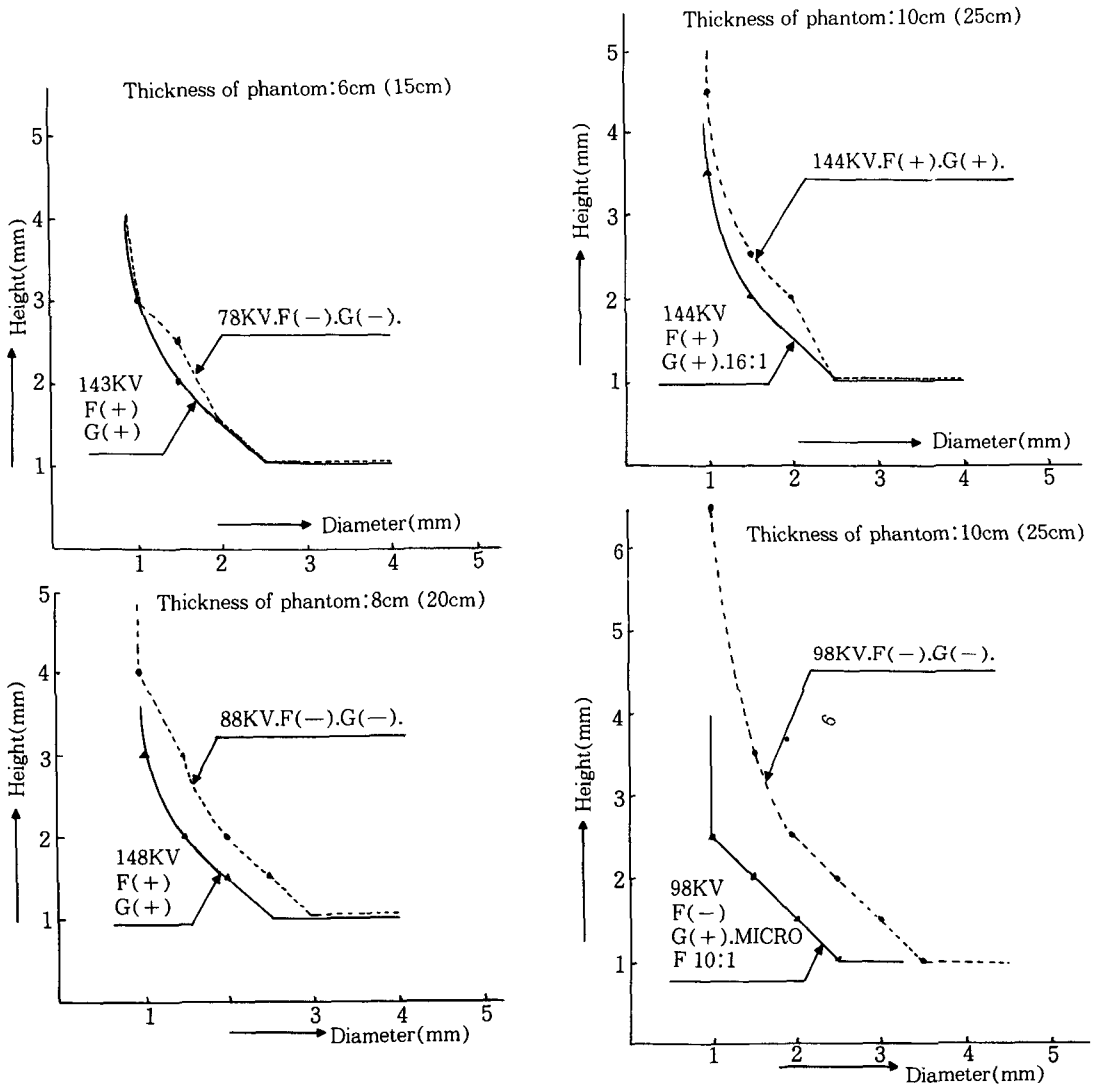 Thickness of phantom:6cm (15cm)
Height(mm)
5
4
3
2
1
78KV.F(-).G(-).
143KV
F(+)
G(+)
Diameter(mm)
1
2
3
4
5
Thickness of phantom:10cm (25cm)
Height(mm)
5
4
3
2
1
144KV.F(+).G(+).
144KV
F(+)
G(+).16:1
Diameter(mm)
1
2
3
4
5
Thickness of phantom:8cm (20cm)
Height(mm)
5
4
3
2
1
88KV.F(-).G(-).
148KV
F(+)
G(+)
1
3
4
5
Diameter(mm)
Thickness of phantom:10cm (25cm)
Height(mm)
6
5
4
3
2
1
98KV.F(-).G(-).
6
98KV
F(-)
G(+).MICRO
F 10:1
1
2
3
4
5
Diameter(mm)